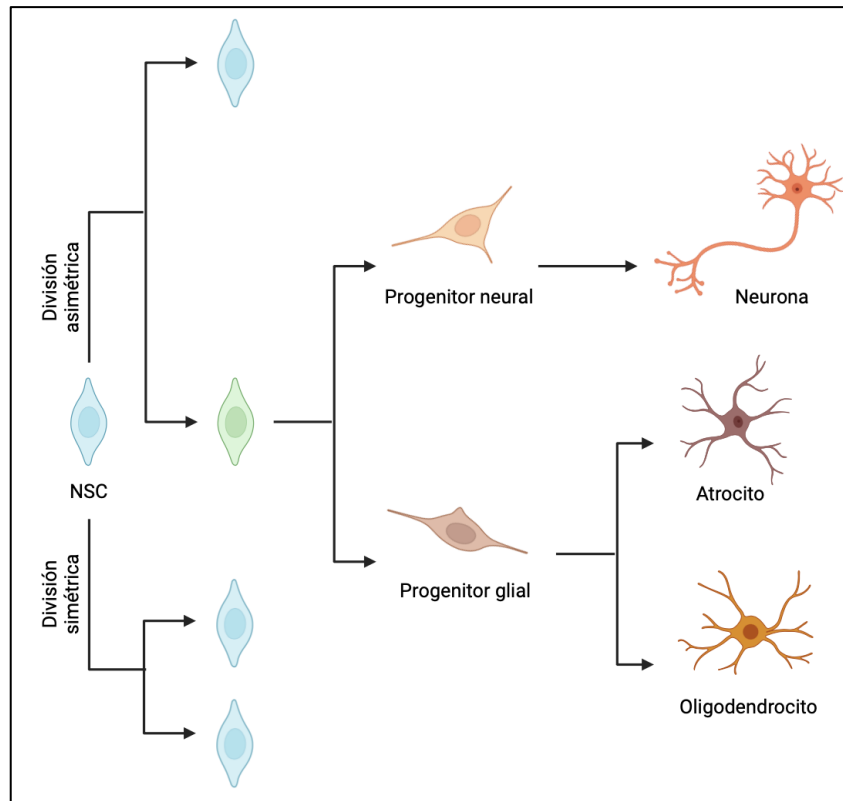 División
asimétrica
Progenitor neural
Neurona
NSC
Atrocito
División
simétrica
Progenitor glial
Oligodendrocito